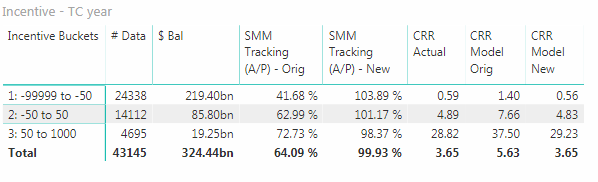 Incentive - TC year
Incentive Buckets # Data $ Bal SMM Tracking (A/P) - Orig SMM Tracking (A/P) - New CRR Actual CRR Model Orig CRR Model New
1: -99999 to -50 24338 219.40bn 41.68 % 103.89 % 0.59 1.40 0.56
2: -50 to 50 14112 85.80bn 62.99 % 101.17 % 4.89 7.66 4.83
3: 50 to 1000 4695 19.25bn 72.73 % 98.37 % 28.82 37.50 29.23
Total 43145 324.44bn 64.09 % 99.93 % 3.65 5.63 3.65